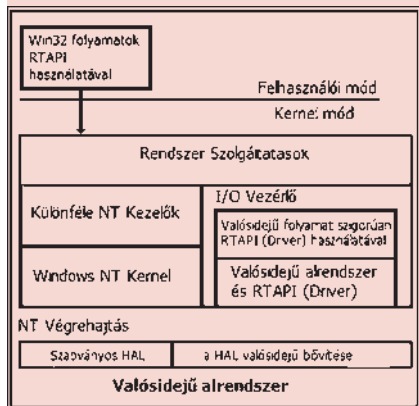 Win32 folyamatok
RTAPI
használatával
Felhasználói mód
Kernel mód
Rendszer Szolgáltatasok
Különféle NT Kezelők
I/O Vezérlő
Valósidejű folyamat szigorúan
RTAPI (Driver) használatával
Windows NT Kernel
Valósidejű alrendszer
és RTAPI (Driver)
NT Végrehajtás
Szabványos HAL
a HAL valósidejű bővítése
Valósidejű alrendszer